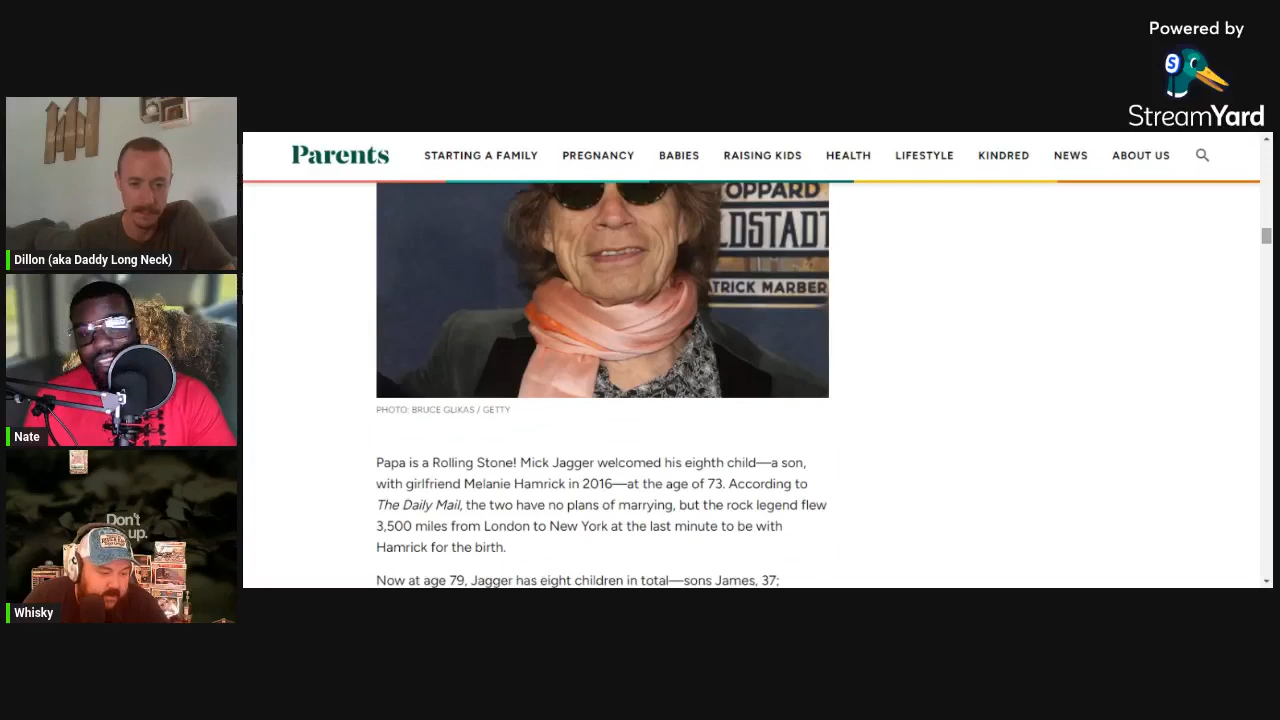 Powered by
StreamYard
S
Dillon (aka Daddy Long Neck)
Nate
Don't
up.
Whisky
Parents
STARTING A FAMILY PREGNANCY BABIES RAISING KIDS HEALTH LIFESTYLE KINDRED NEWS ABOUT US
OPPARD
LDSTADT
ATRICK MARBER
PHOTO: BRUCE GLIKAS / GETTY
Papa is a Rolling Stone! Mick Jagger welcomed his eighth child—a son,
with girlfriend Melanie Hamrick in 2016—at the age of 73. According to
The Daily Mail, the two have no plans of marrying, but the rock legend flew
3,500 miles from London to New York at the last minute to be with
Hamrick for the birth.
Now at age 79, Jagger has eight children in total—sons James, 37;